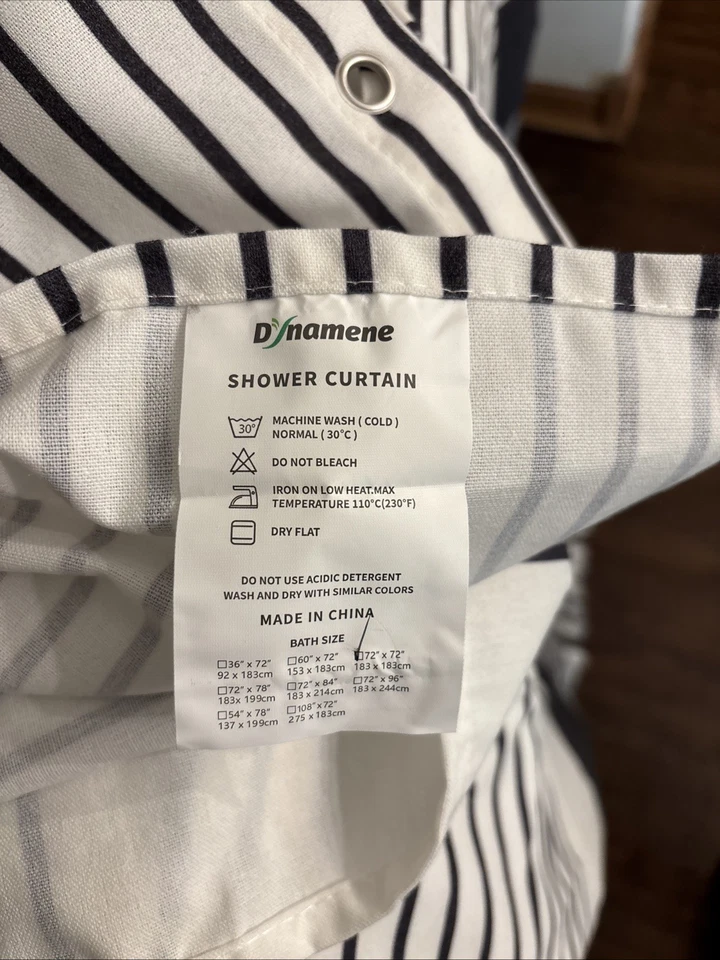 Dynamene
SHOWER CURTAIN
30°
MACHINE WASH ( COLD )
NORMAL ( 30°C )
DO NOT BLEACH
IRON ON LOW HEAT.MAX
TEMPERATURE 110°C(230°F)
DRY FLAT
DO NOT USE ACIDIC DETERGENT
WASH AND DRY WITH SIMILAR COLORS
MADE IN CHINA
BATH SIZE
☐36" x 72" ☐60" x 72" ☑72" x 72"
92 x 183cm 153 x 183cm 183 x 183cm
☐72" x 78" ☐72" x 84" ☐72" x 96"
183x 199cm 183 x 214cm 183 x 244cm
☐54" x 78" ☐108"x 72"
137 x 199cm 275 x 183cm